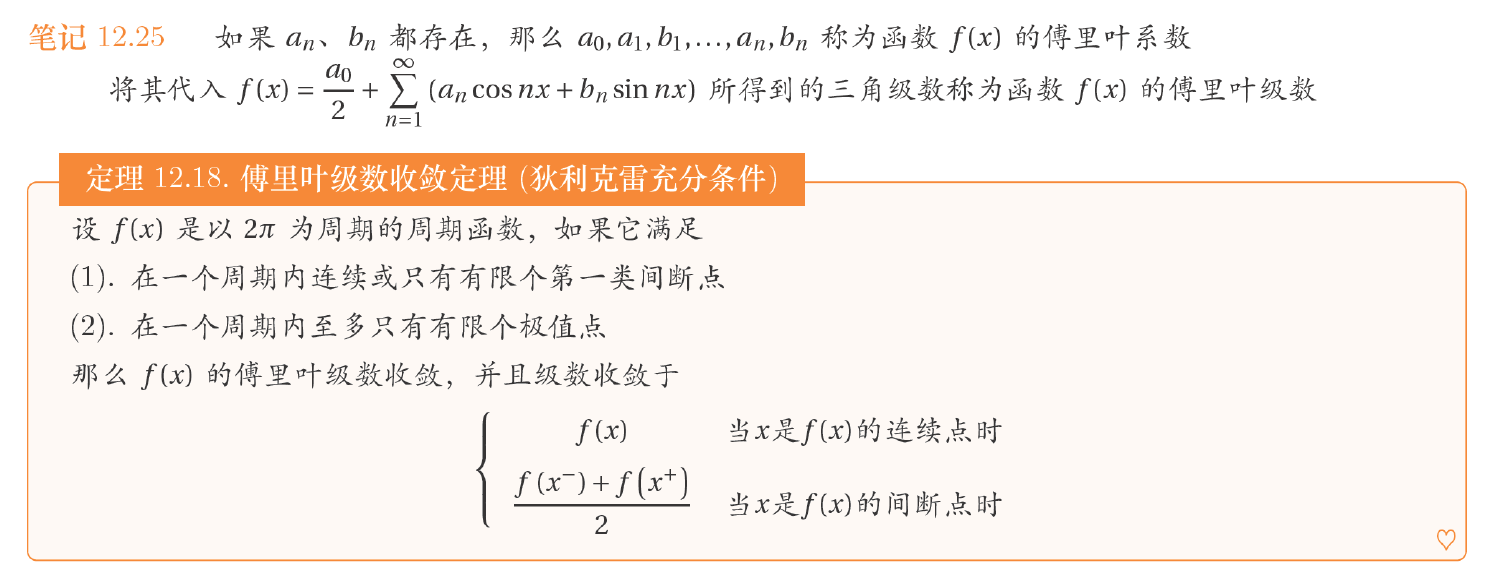 笔记 12.25 如果 $a_n$、$b_n$ 都存在，那么 $a_0, a_1, b_1, \ldots, a_n, b_n$ 称为函数 $f(x)$ 的傅里叶系数
将其代入 $f(x) = \frac{a_0}{2} + \sum_{n=1}^{\infty} (a_n \cos nx + b_n \sin nx)$ 所得到的三角级数称为函数 $f(x)$ 的傅里叶级数
定理 12.18. 傅里叶级数收敛定理 (狄利克雷充分条件)
设 $f(x)$ 是以 $2\pi$ 为周期的周期函数，如果它满足
(1). 在一个周期内连续或只有有限个第一类间断点
(2). 在一个周期内至多只有有限个极值点
那么 $f(x)$ 的傅里叶级数收敛，并且级数收敛于
$\begin{cases} f(x) & \text{当} x \text{是} f(x) \text{的连续点时} \\ \frac{f(x^-) + f(x^+)}{2} & \text{当} x \text{是} f(x) \text{的间断点时} \end{cases}$
♡